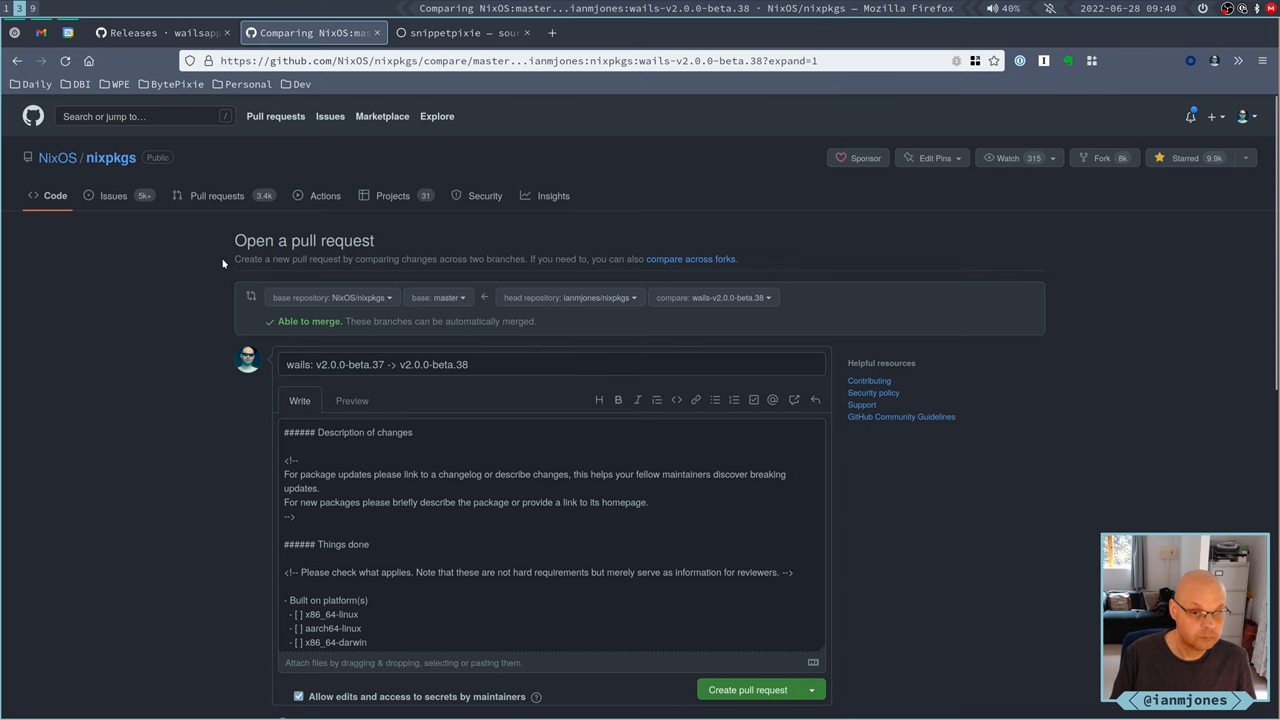 1 3 9 Comparing NixOS:master...ianmjones:wails-v2.0.0-beta.38 · NixOS/nixpkgs — Mozilla Firefox 40% 2022-06-28 09:40
Releases · wailsapp × Comparing NixOS:mas × snippetpixie — sour × +
https://github.com/NixOS/nixpkgs/compare/master...ianmjones:nixpkgs:wails-v2.0.0-beta.38?expand=1
Daily DBI WPE BytePixie Personal Dev
Search or jump to… / Pull requests Issues Marketplace Explore
NixOS / nixpkgs Public Sponsor Edit Pins Watch 315 Fork 8k Starred 9.9k
Code Issues 5k+ Pull requests 3.4k Actions Projects 31 Security Insights
Open a pull request
Create a new pull request by comparing changes across two branches. If you need to, you can also compare across forks.
base repository: NixOS/nixpkgs base: master head repository: ianmjones/nixpkgs compare: wails-v2.0.0-beta.38
Able to merge. These branches can be automatically merged.
wails: v2.0.0-beta.37 -> v2.0.0-beta.38
Write Preview
###### Description of changes
<!--
For package updates please link to a changelog or describe changes, this helps your fellow maintainers discover breaking
updates.
For new packages please briefly describe the package or provide a link to its homepage.
-->
###### Things done
<!-- Please check what applies. Note that these are not hard requirements but merely serve as information for reviewers. -->
- Built on platform(s)
- [ ] x86_64-linux
- [ ] aarch64-linux
- [ ] x86_64-darwin
Attach files by dragging & dropping, selecting or pasting them.
Allow edits and access to secrets by maintainers Create pull request
Helpful resources
Contributing
Security policy
Support
GitHub Community Guidelines
@ianmjones